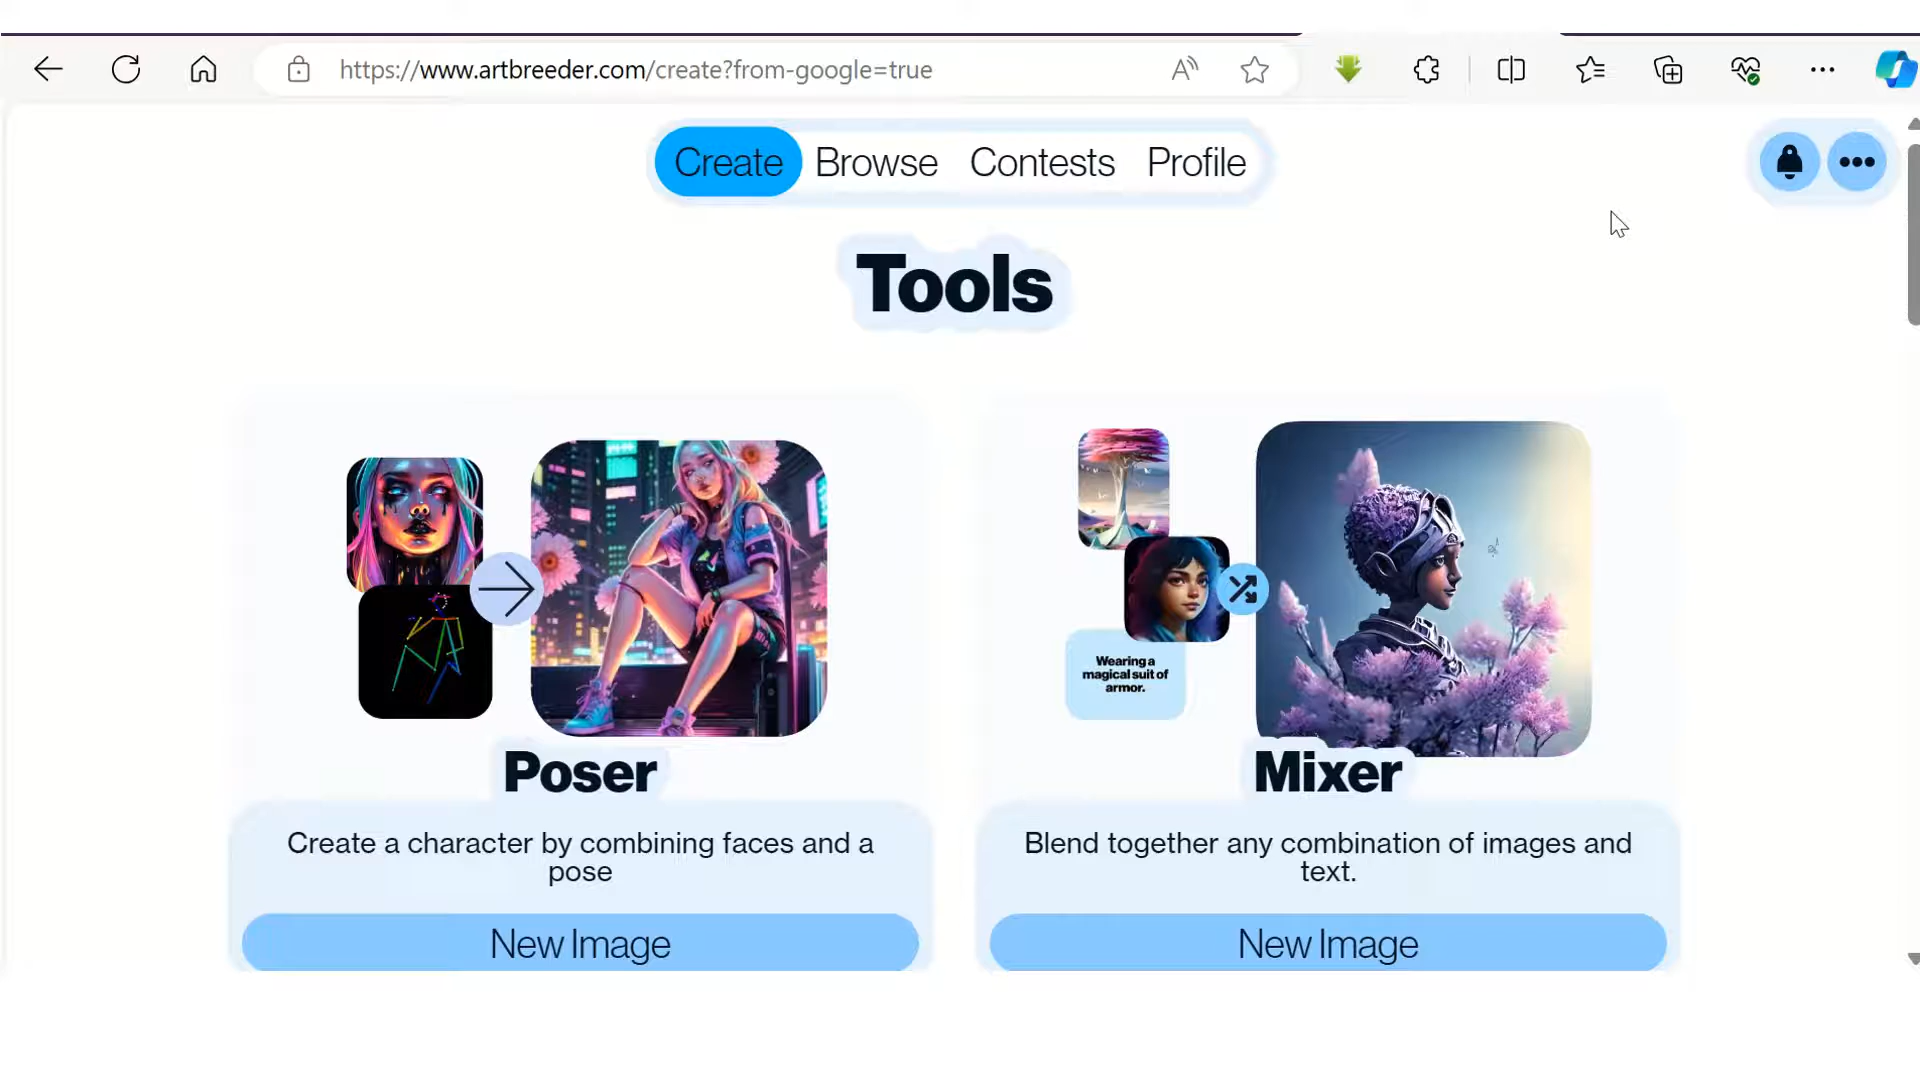 https://www.artbreeder.com/create?from-google=true
Create Browse Contests Profile
Tools
Wearing a
magical suit of
armor.
Poser
Mixer
Create a character by combining faces and a
pose
Blend together any combination of images and
text.
New Image
New Image